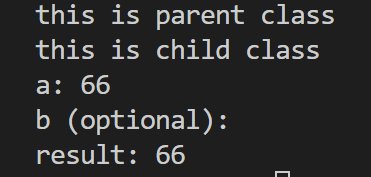 this is parent class
this is child class
a: 66
b (optional):
result: 66